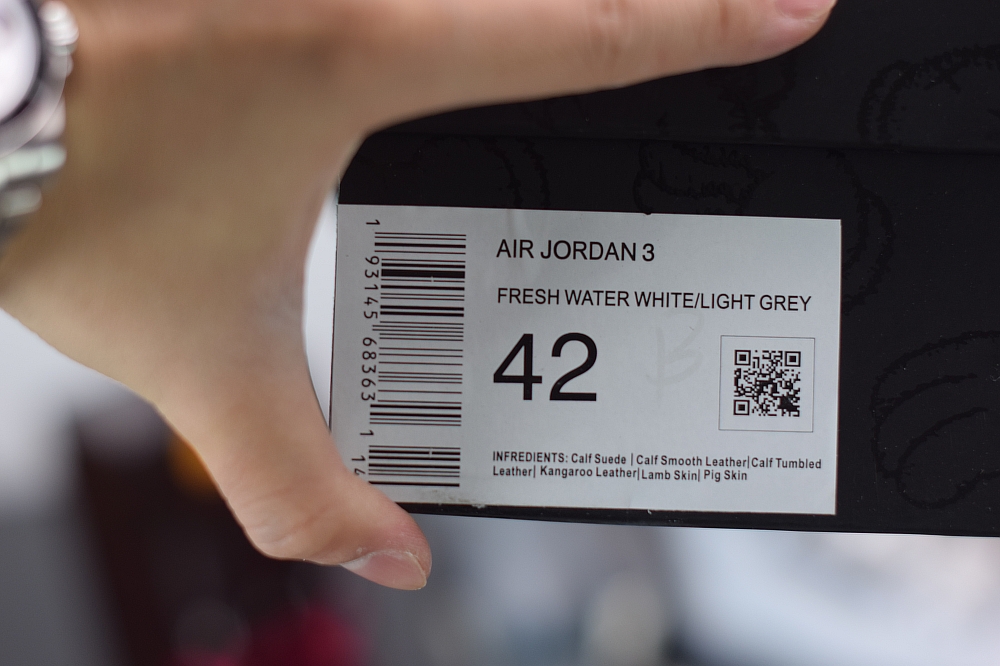 AIR JORDAN 3
FRESH WATER WHITE/LIGHT GREY
42
INFREDIENTS: Calf Suede | Calf Smooth Leather|Calf Tumbled
Leather| Kangaroo Leather|Lamb Skin| Pig Skin
1 93145 68363 1 14